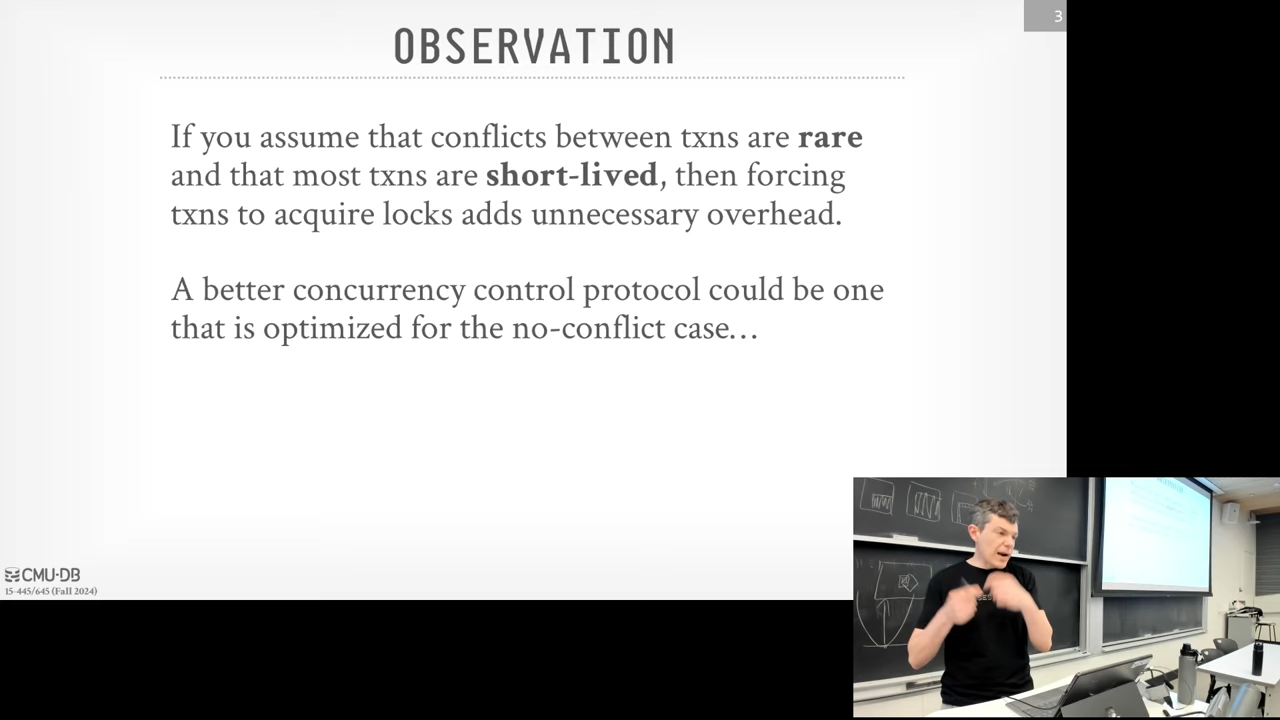 3
OBSERVATION
If you assume that conflicts between txns are rare
and that most txns are short-lived, then forcing
txns to acquire locks adds unnecessary overhead.
A better concurrency control protocol could be one
that is optimized for the no-conflict case…
CMU·DB
15-445/645 (Fall 2024)